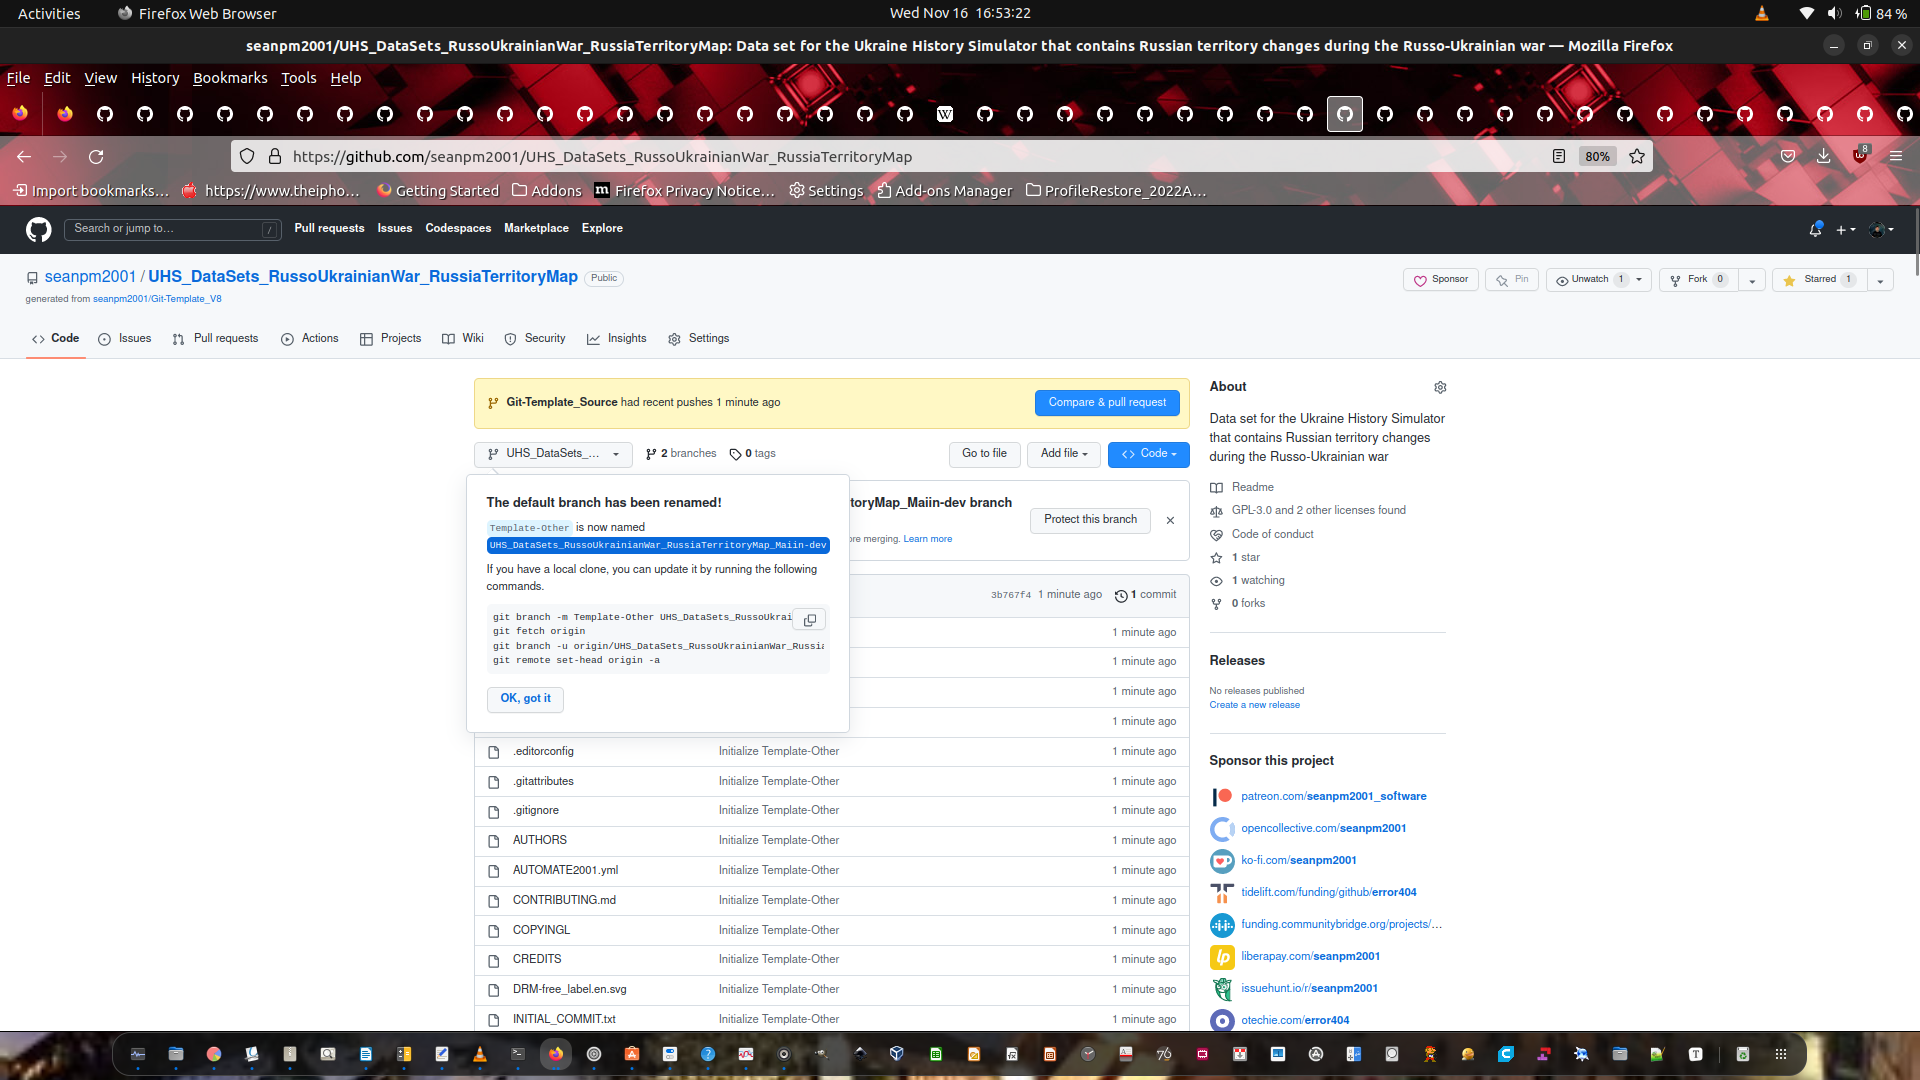 Activities Firefox Web Browser Wed Nov 16 16:53:22 84 %
seanpm2001/UHS_DataSets_RussoUkrainianWar_RussiaTerritoryMap: Data set for the Ukraine History Simulator that contains Russian territory changes during the Russo-Ukrainian war — Mozilla Firefox
File Edit View History Bookmarks Tools Help
https://github.com/seanpm2001/UHS_DataSets_RussoUkrainianWar_RussiaTerritoryMap 80% 8
Import bookmarks… https://www.theipho… Getting Started Addons Firefox Privacy Notice… Settings Add-ons Manager ProfileRestore_2022A…
Search or jump to… / Pull requests Issues Codespaces Marketplace Explore
seanpm2001 / UHS_DataSets_RussoUkrainianWar_RussiaTerritoryMap Public Sponsor Pin Unwatch 1 Fork 0 Starred 1
generated from seanpm2001/Git-Template_V8
Code Issues Pull requests Actions Projects Wiki Security Insights Settings
Git-Template_Source had recent pushes 1 minute ago Compare & pull request
UHS_DataSets_... 2 branches 0 tags Go to file Add file Code
The default branch has been renamed!
Template-Other is now named
UHS_DataSets_RussoUkrainianWar_RussiaTerritoryMap_Maiin-dev
If you have a local clone, you can update it by running the following
commands.
git branch -m Template-Other UHS_DataSets_RussoUkrai
git fetch origin
git branch -u origin/UHS_DataSets_RussoUkrainianWar_Russia
git remote set-head origin -a
OK, got it
toryMap_Maiin-dev branch
Protect this branch
ore merging. Learn more
3b767f4 1 minute ago 1 commit
1 minute ago
1 minute ago
1 minute ago
1 minute ago
.editorconfig Initialize Template-Other 1 minute ago
.gitattributes Initialize Template-Other 1 minute ago
.gitignore Initialize Template-Other 1 minute ago
AUTHORS Initialize Template-Other 1 minute ago
AUTOMATE2001.yml Initialize Template-Other 1 minute ago
CONTRIBUTING.md Initialize Template-Other 1 minute ago
COPYINGL Initialize Template-Other 1 minute ago
CREDITS Initialize Template-Other 1 minute ago
DRM-free_label.en.svg Initialize Template-Other 1 minute ago
INITIAL_COMMIT.txt Initialize Template-Other 1 minute ago
About
Data set for the Ukraine History Simulator
that contains Russian territory changes
during the Russo-Ukrainian war
Readme
GPL-3.0 and 2 other licenses found
Code of conduct
1 star
1 watching
0 forks
Releases
No releases published
Create a new release
Sponsor this project
patreon.com/seanpm2001_software
opencollective.com/seanpm2001
ko-fi.com/seanpm2001
tidelift.com/funding/github/error404
funding.communitybridge.org/projects/…
liberapay.com/seanpm2001
issuehunt.io/r/seanpm2001
otechie.com/error404